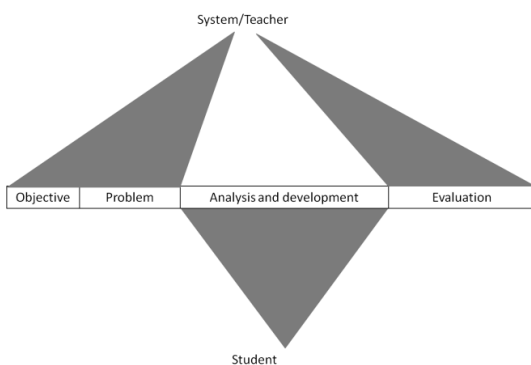 System/Teacher
Objective Problem Analysis and development Evaluation
Student